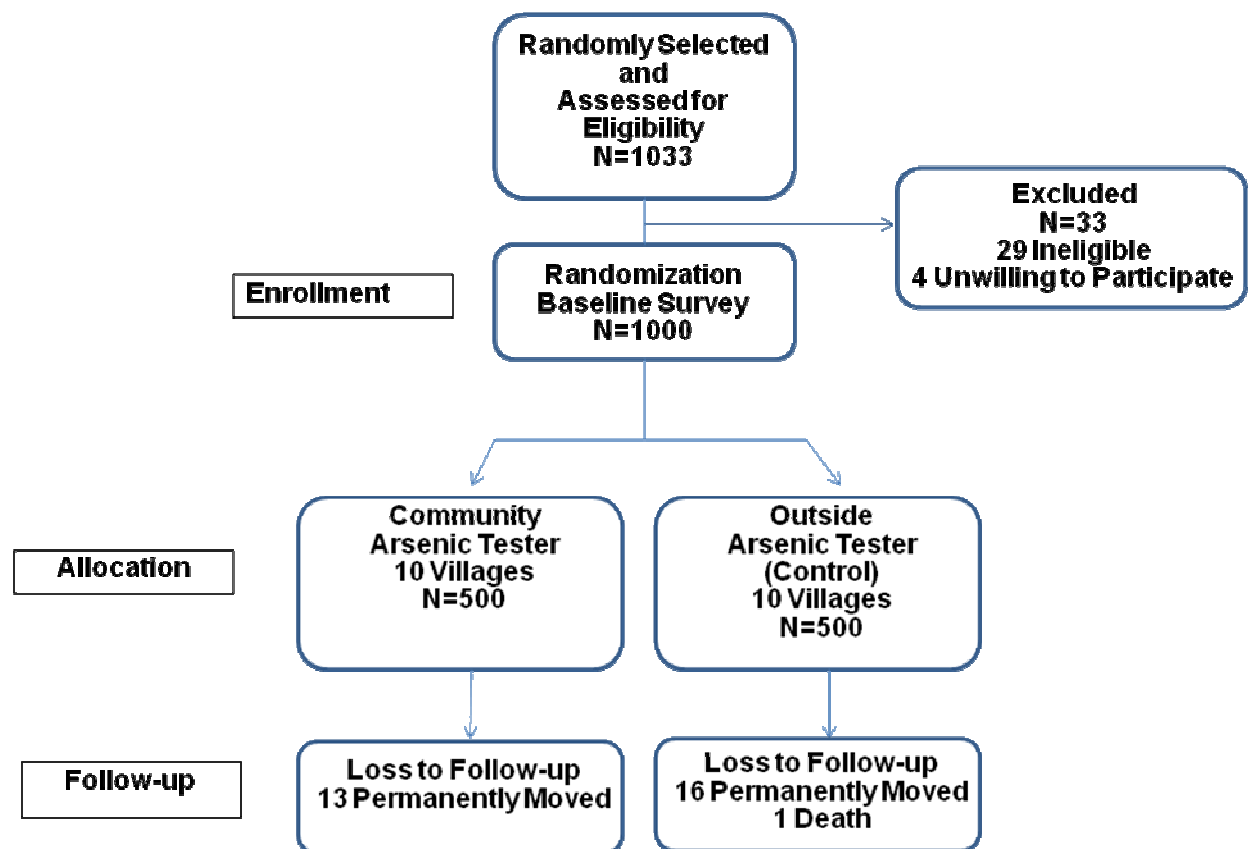 Randomly Selected
and
Assessed for
Eligibility
N=1033
Excluded
N=33
29 Ineligible
4 Unwilling to Participate
Enrollment
Randomization
Baseline Survey
N=1000
Allocation
Community
Arsenic Tester
10 Villages
N=500
Outside
Arsenic Tester
(Control)
10 Villages
N=500
Follow-up
Loss to Follow-up
13 Permanently Moved
Loss to Follow-up
16 Permanently Moved
1 Death